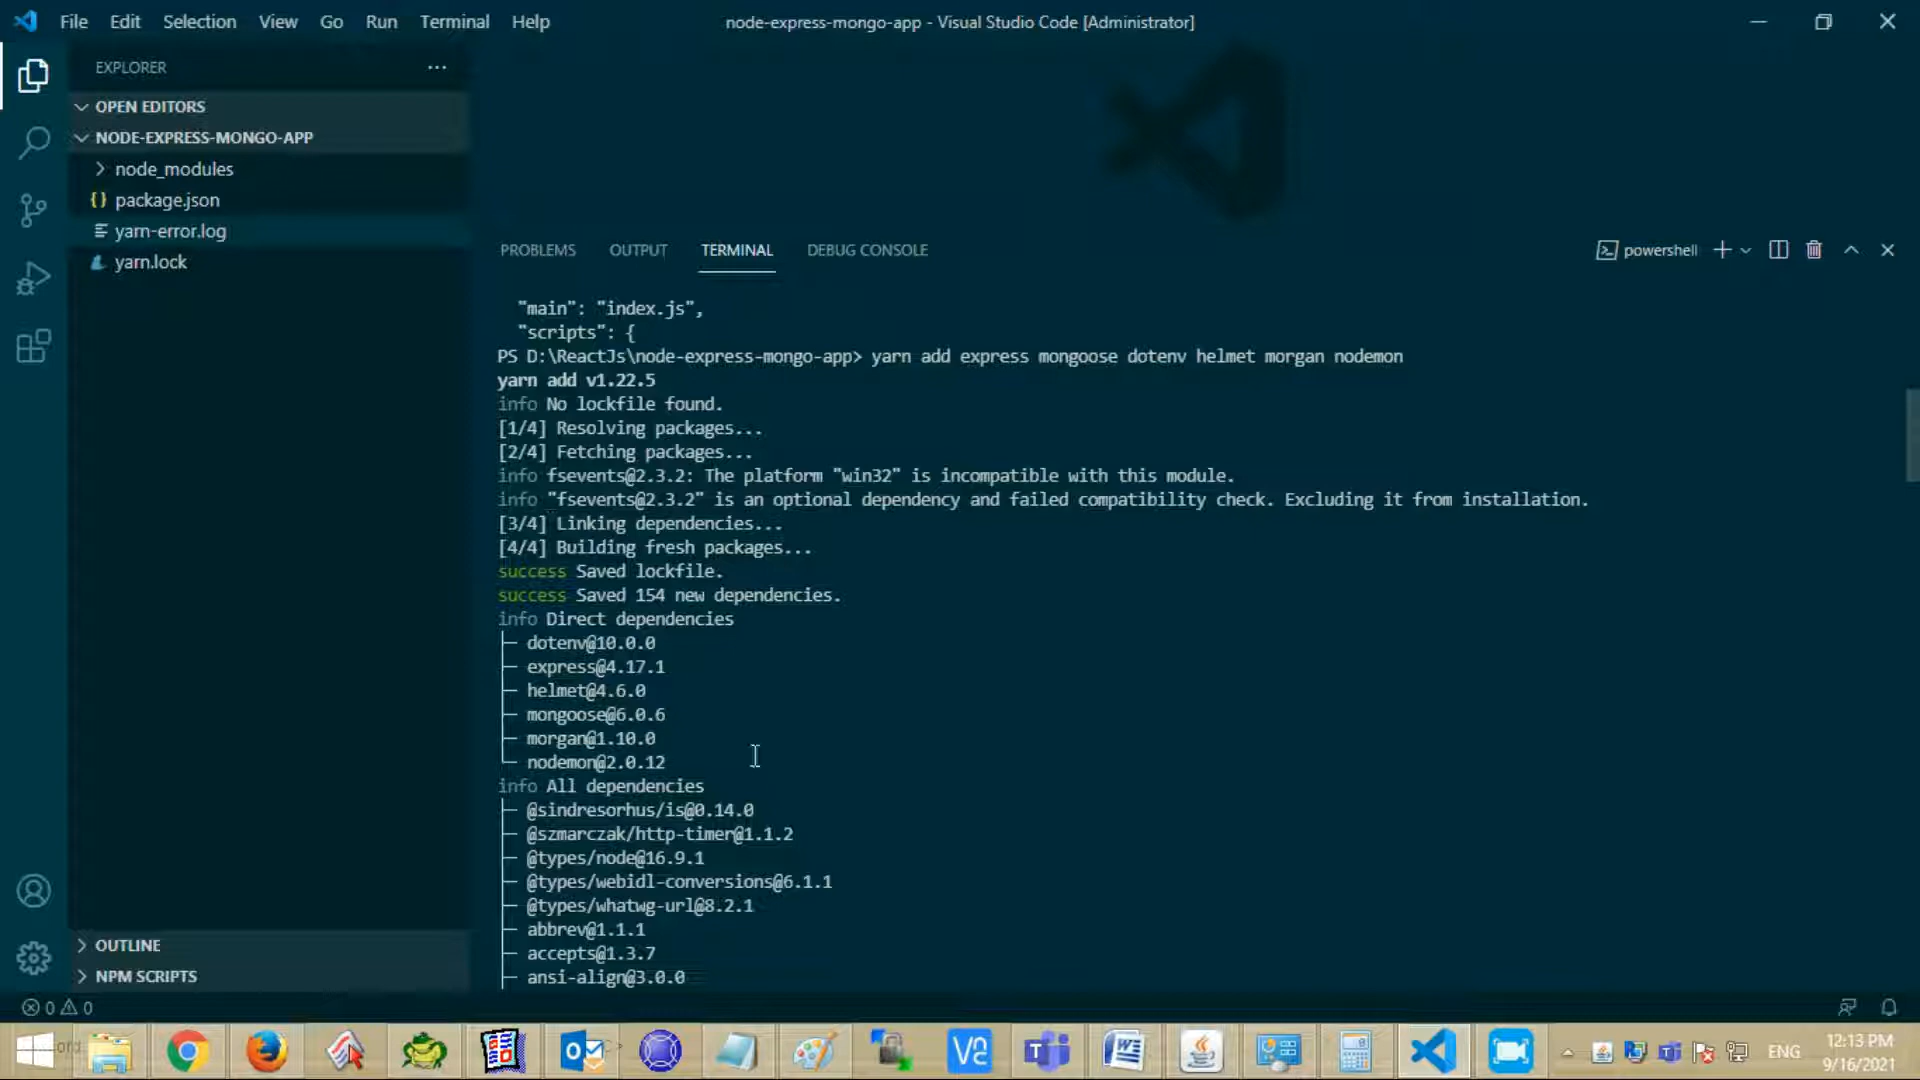 File Edit Selection View Go Run Terminal Help
node-express-mongo-app - Visual Studio Code [Administrator]
EXPLORER
OPEN EDITORS
NODE-EXPRESS-MONGO-APP
node_modules
{} package.json
yarn-error.log
yarn.lock
OUTLINE
NPM SCRIPTS
PROBLEMS OUTPUT TERMINAL DEBUG CONSOLE
powershell
"main": "index.js",
"scripts": {
PS D:\ReactJs\node-express-mongo-app> yarn add express mongoose dotenv helmet morgan nodemon
yarn add v1.22.5
info No lockfile found.
[1/4] Resolving packages...
[2/4] Fetching packages...
info fsevents@2.3.2: The platform "win32" is incompatible with this module.
info "fsevents@2.3.2" is an optional dependency and failed compatibility check. Excluding it from installation.
[3/4] Linking dependencies...
[4/4] Building fresh packages...
success Saved lockfile.
success Saved 154 new dependencies.
info Direct dependencies
├─ dotenv@10.0.0
├─ express@4.17.1
├─ helmet@4.6.0
├─ mongoose@6.0.6
├─ morgan@1.10.0
└─ nodemon@2.0.12
info All dependencies
├─ @sindresorhus/is@0.14.0
├─ @szmarczak/http-timer@1.1.2
├─ @types/node@16.9.1
├─ @types/webidl-conversions@6.1.1
├─ @types/whatwg-url@8.2.1
├─ abbrev@1.1.1
├─ accepts@1.3.7
├─ ansi-align@3.0.0
0 0
ENG
12:13 PM
9/16/2021